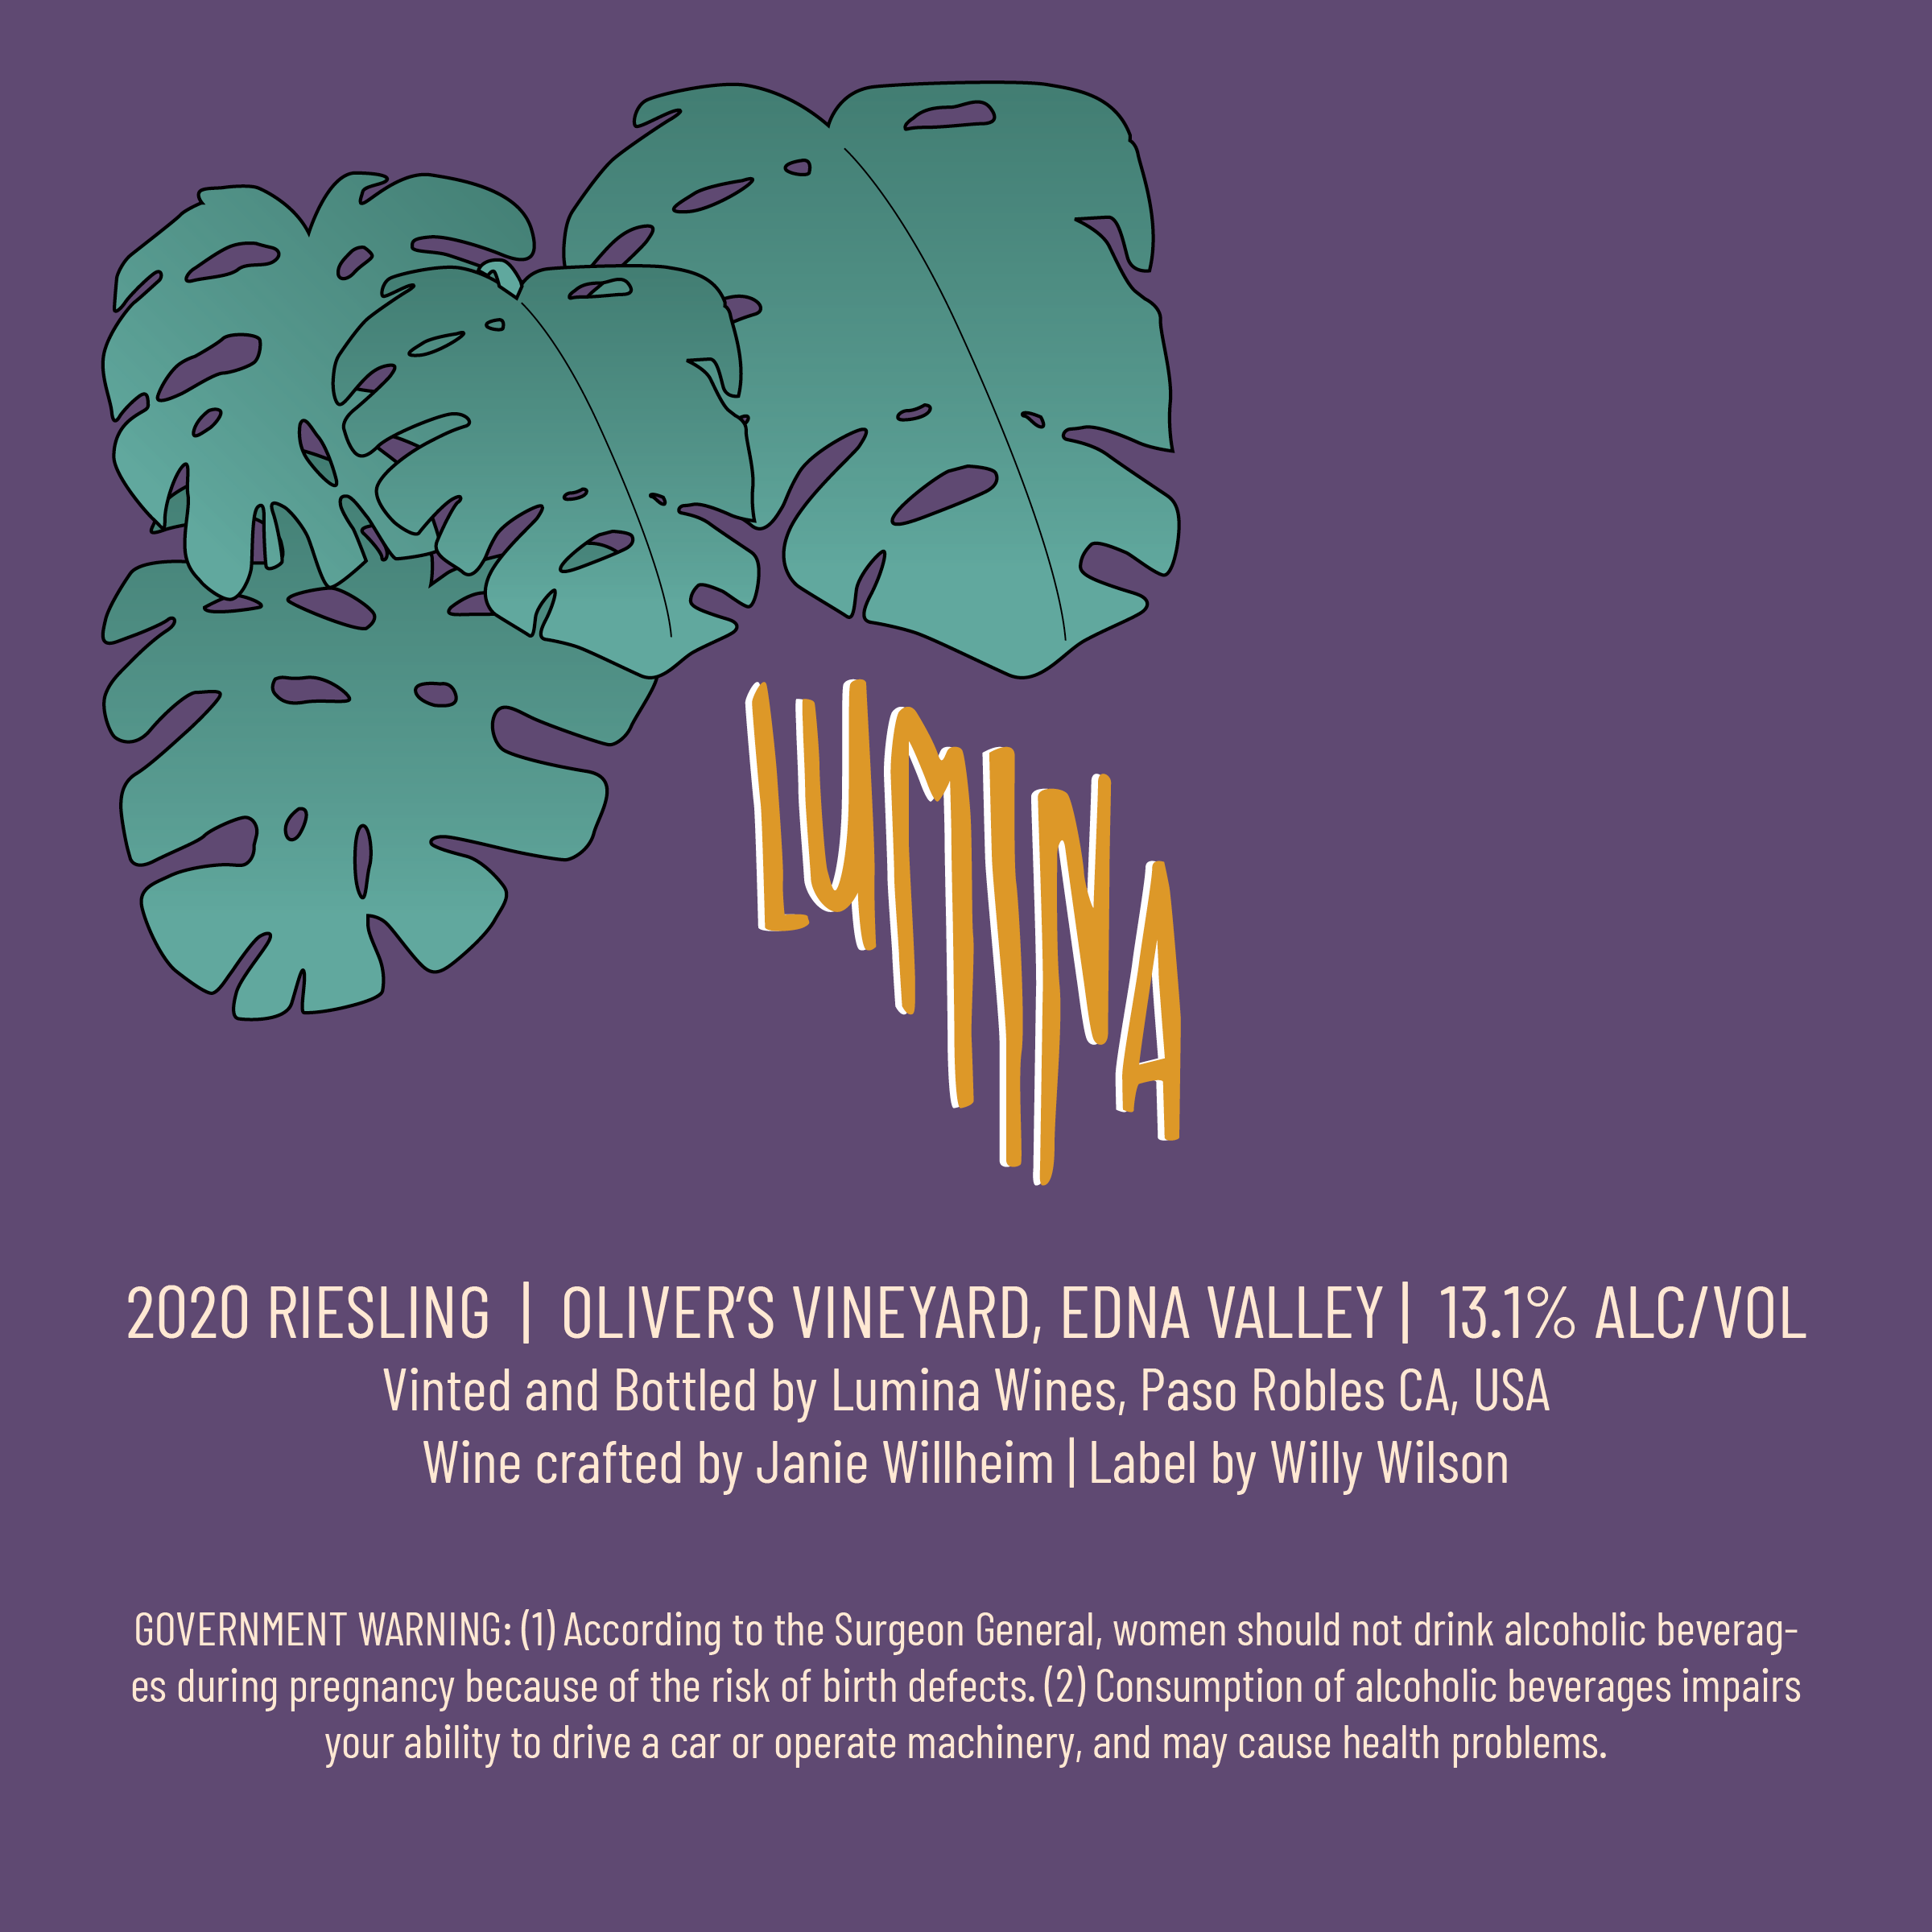 LUMINA
2020 RIESLING | OLIVER'S VINEYARD, EDNA VALLEY | 13.1% ALC/VOL
Vinted and Bottled by Lumina Wines, Paso Robles CA, USA
Wine crafted by Janie Willheim | Label by Willy Wilson
GOVERNMENT WARNING: (1) According to the Surgeon General, women should not drink alcoholic beverag-
es during pregnancy because of the risk of birth defects. (2) Consumption of alcoholic beverages impairs
your ability to drive a car or operate machinery, and may cause health problems.